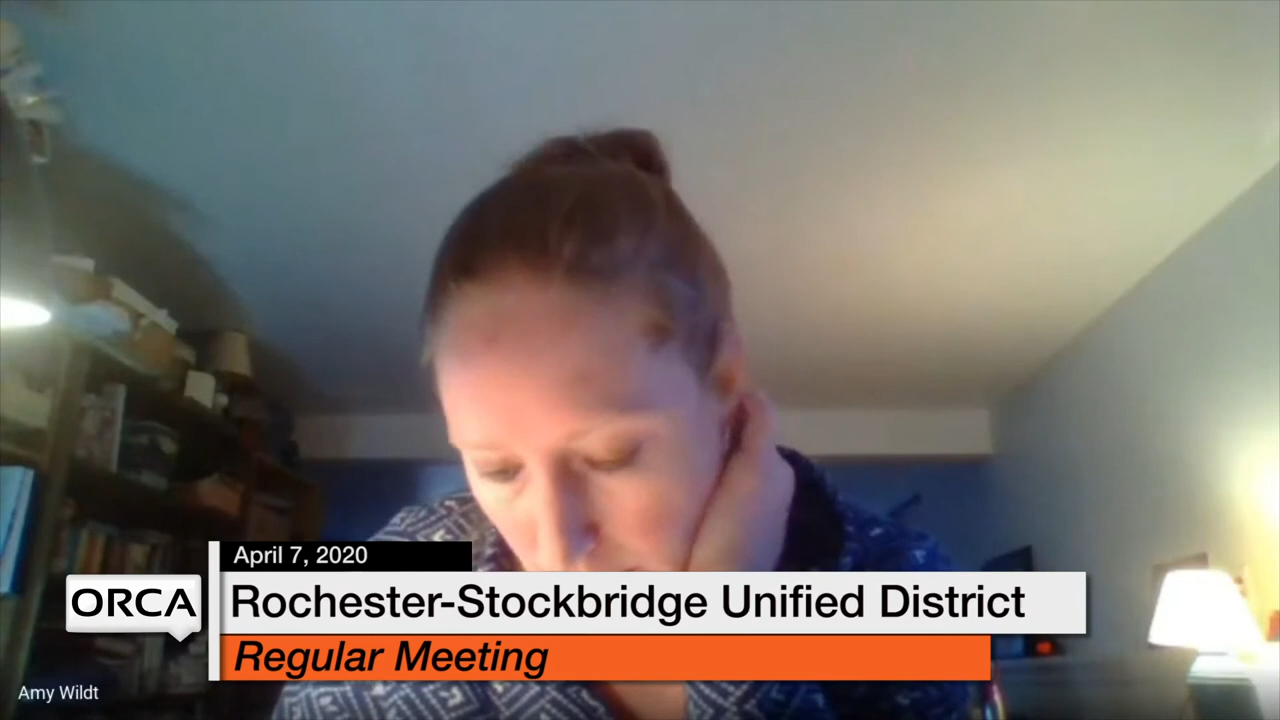 April 7, 2020
ORCA
Rochester-Stockbridge Unified District
Regular Meeting
Amy Wildt